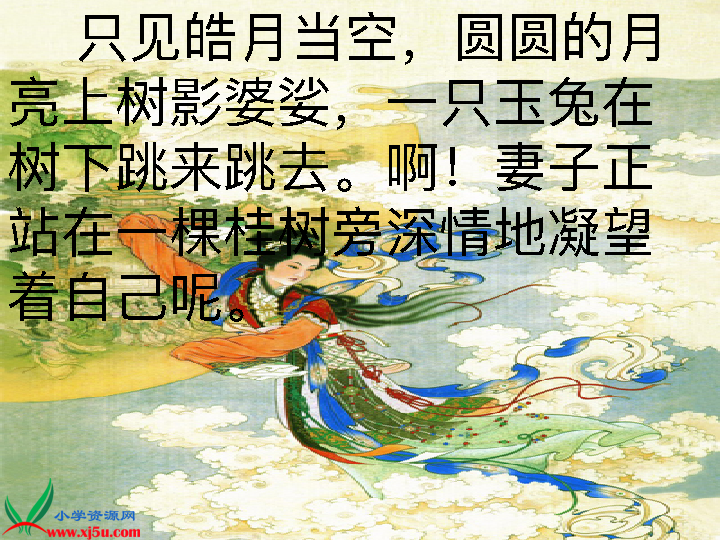 只见皓月当空，圆圆的月
亮上树影婆娑，一只玉兔在
树下跳来跳去。啊！妻子正
站在一棵桂树旁深情地凝望
着自己呢。
小学资源网
www.xj5u.com